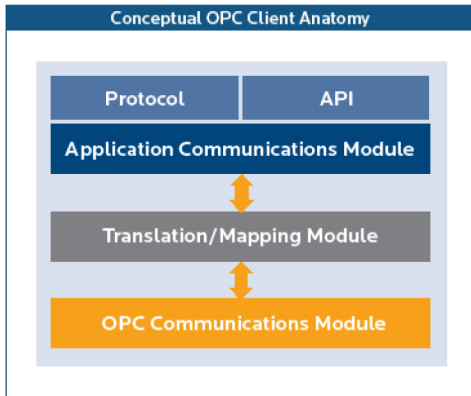 Conceptual OPC Client Anatomy
Protocol
API
Application Communications Module
Translation/Mapping Module
OPC Communications Module